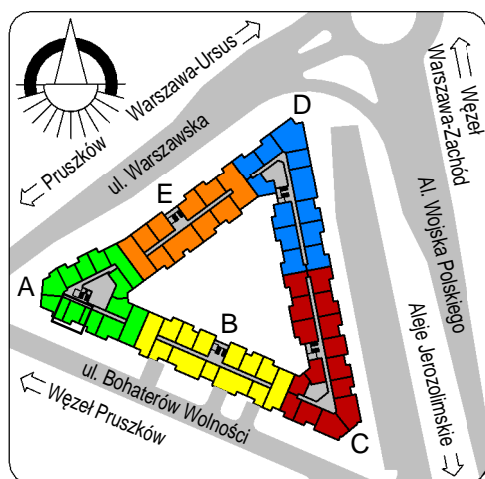 Warszawa-Ursus
Pruszków
ul. Warszawska
D
Węzeł
Warszawa-Zachód
Al. Wojska Polskiego
E
A
B
ul. Bohaterów Wolności
Węzeł Pruszków
C
Aleje Jerozolimskie